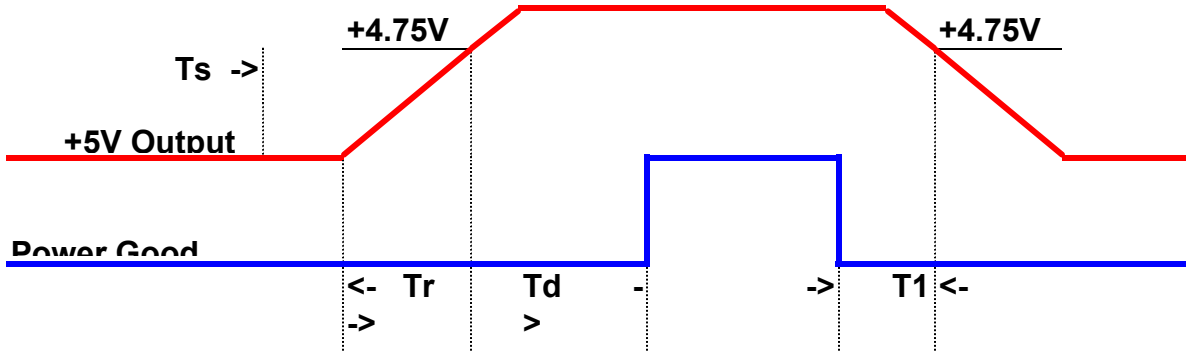 +4.75V +4.75V
Ts ->
+5V Output
Power Good
<- Tr Td - -> T1 <-
-> >